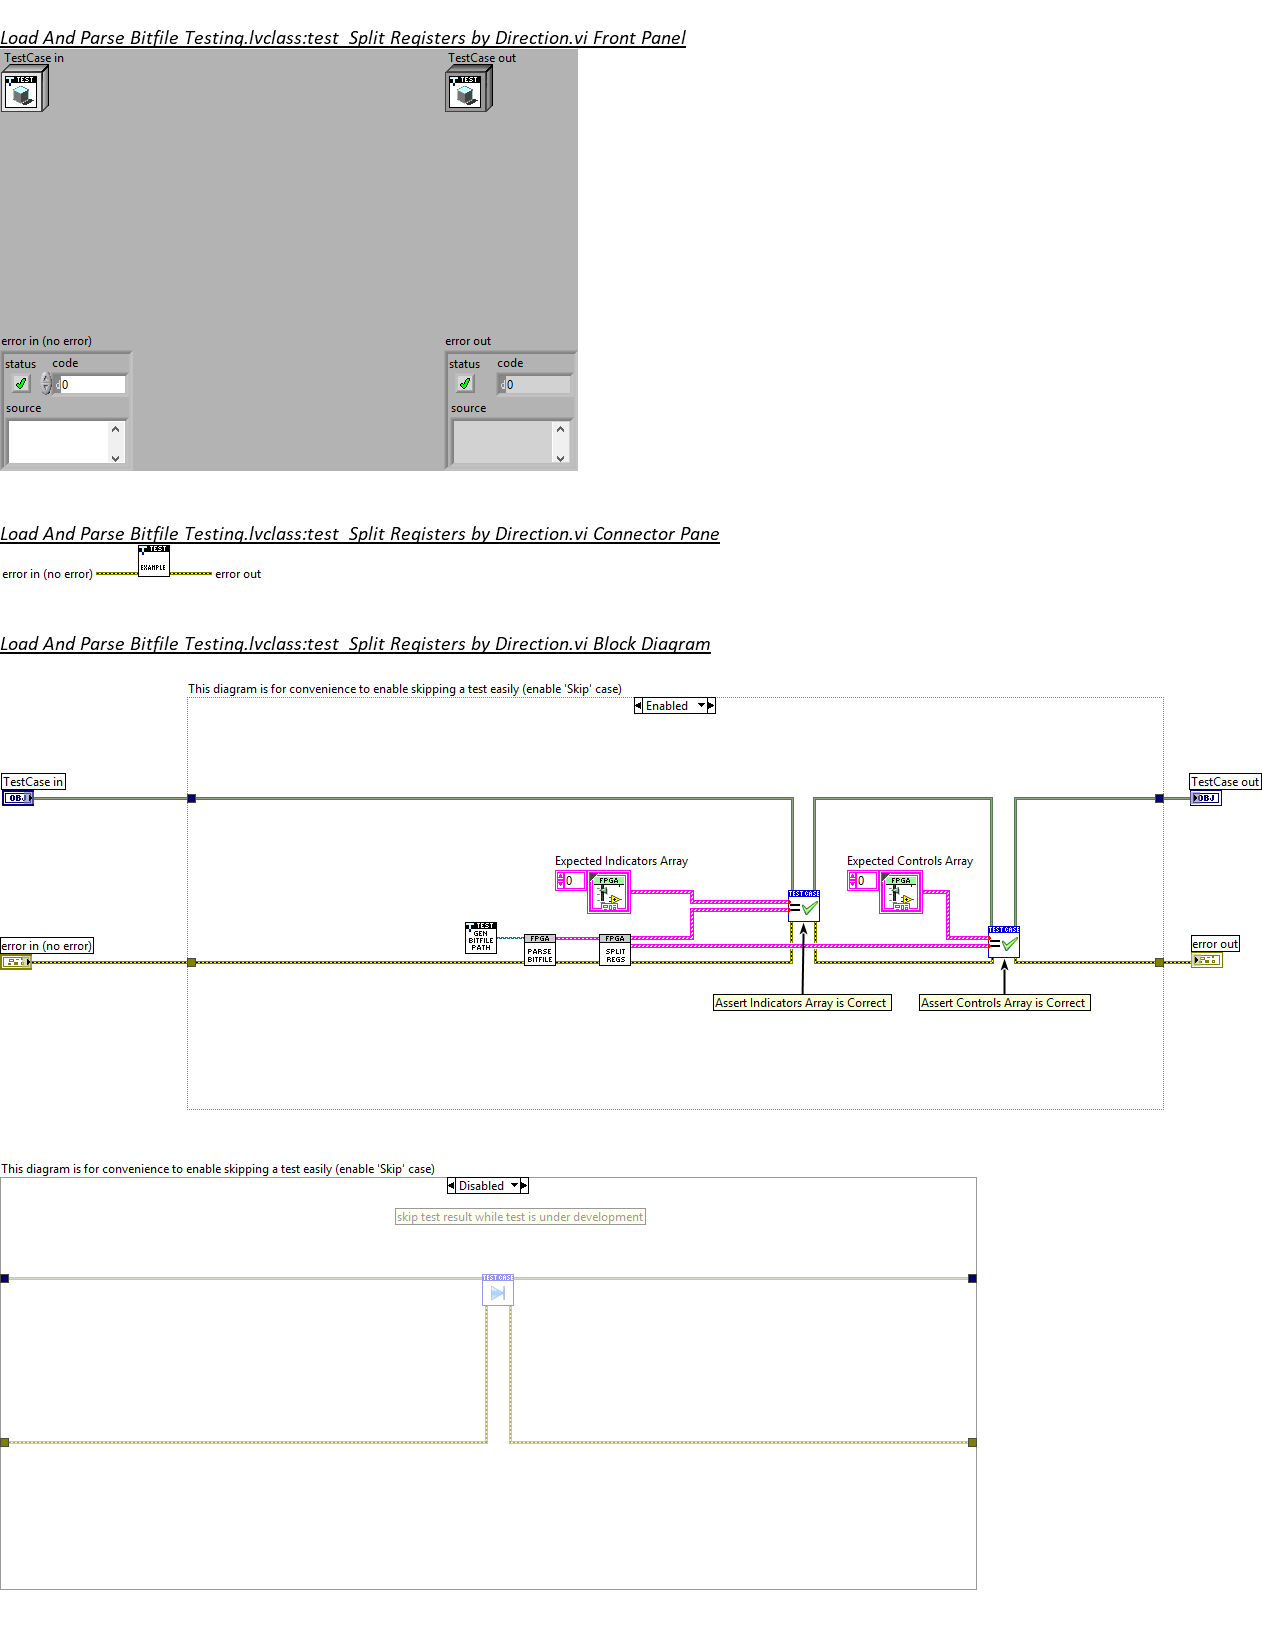 Load And Parse Bitfile Testing.lvclass:test_Split Registers by Direction.vi Front Panel
TestCase in
TestCase out
TEST
TEST
error in (no error)
error out
status code
status code
0
0
source
source
Load And Parse Bitfile Testing.lvclass:test_Split Registers by Direction.vi Connector Pane
TEST
EXAMPLE
error in (no error)
error out
Load And Parse Bitfile Testing.lvclass:test_Split Registers by Direction.vi Block Diagram
This diagram is for convenience to enable skipping a test easily (enable 'Skip' case)
Enabled
TestCase in
TestCase out
OBJ
OBJ
Expected Indicators Array
Expected Controls Array
0
FPGA
0
FPGA
TESTCASE
TEST
GEN
BITFILE
PATH
FPGA
PARSE
BITFILE
FPGA
SPLIT
REGS
TESTCASE
error in (no error)
error out
Assert Indicators Array is Correct
Assert Controls Array is Correct
This diagram is for convenience to enable skipping a test easily (enable 'Skip' case)
Disabled
skip test result while test is under development
TESTCASE